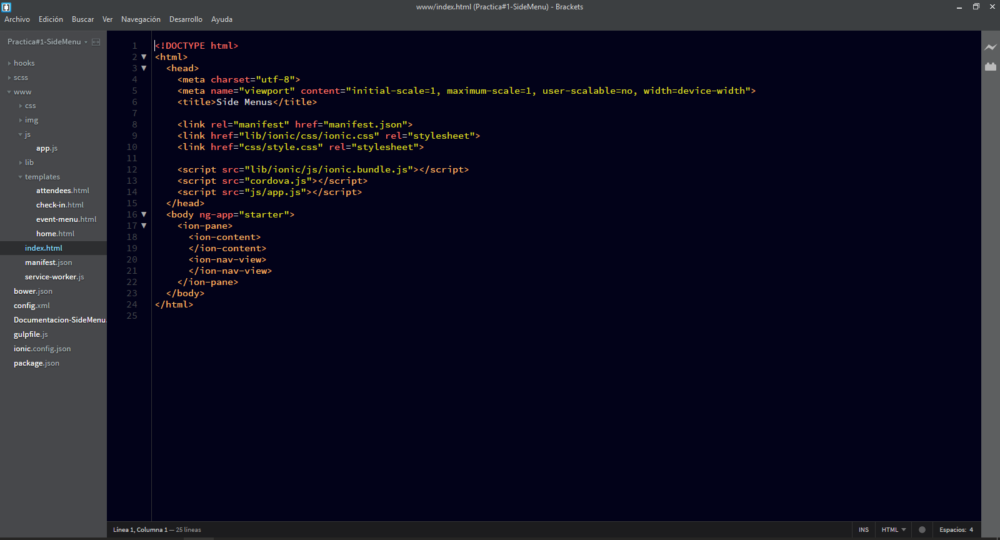 www/index.html (Practica#1-SideMenu) - Brackets
Archivo Edición Buscar Ver Navegación Desarrollo Ayuda
Practica#1-SideMenu
hooks
scss
www
css
img
js
app.js
lib
templates
attendees.html
check-in.html
event-menu.html
home.html
index.html
manifest.json
service-worker.js
bower.json
config.xml
Documentacion-SideMenu.
gulpfile.js
ionic.config.json
package.json
1 <!DOCTYPE html>
2 <html>
3 <head>
4 <meta charset="utf-8">
5 <meta name="viewport" content="initial-scale=1, maximum-scale=1, user-scalable=no, width=device-width">
6 <title>Side Menus</title>
7
8 <link rel="manifest" href="manifest.json">
9 <link href="lib/ionic/css/ionic.css" rel="stylesheet">
10 <link href="css/style.css" rel="stylesheet">
11
12 <script src="lib/ionic/js/ionic.bundle.js"></script>
13 <script src="cordova.js"></script>
14 <script src="js/app.js"></script>
15 </head>
16 <body ng-app="starter">
17 <ion-pane>
18 <ion-content>
19 </ion-content>
20 <ion-nav-view>
21 </ion-nav-view>
22 </ion-pane>
23 </body>
24 </html>
25
Línea 1, Columna 1 — 25 líneas
INS HTML Espacios: 4